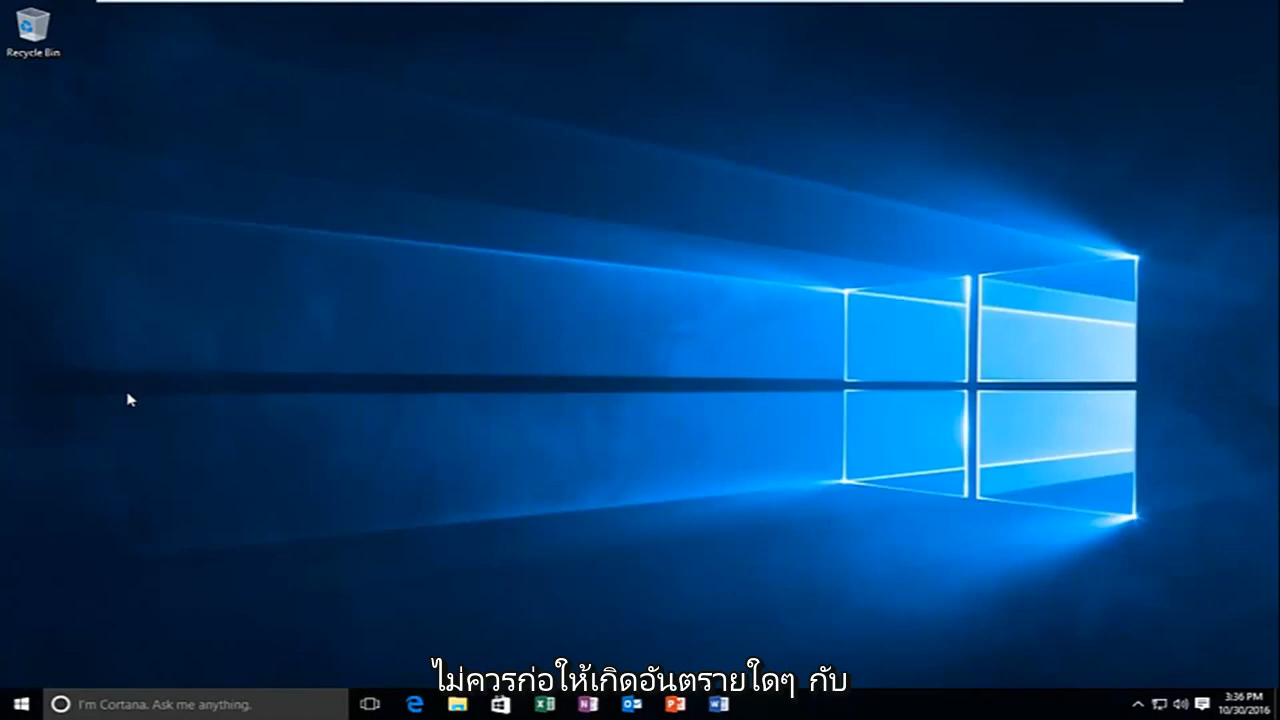 Recycle Bin
ไม่ควรก่อให้เกิดอันตรายใดๆ กับ
I'm Cortana. Ask me anything.
3:36 PM
10/30/2016